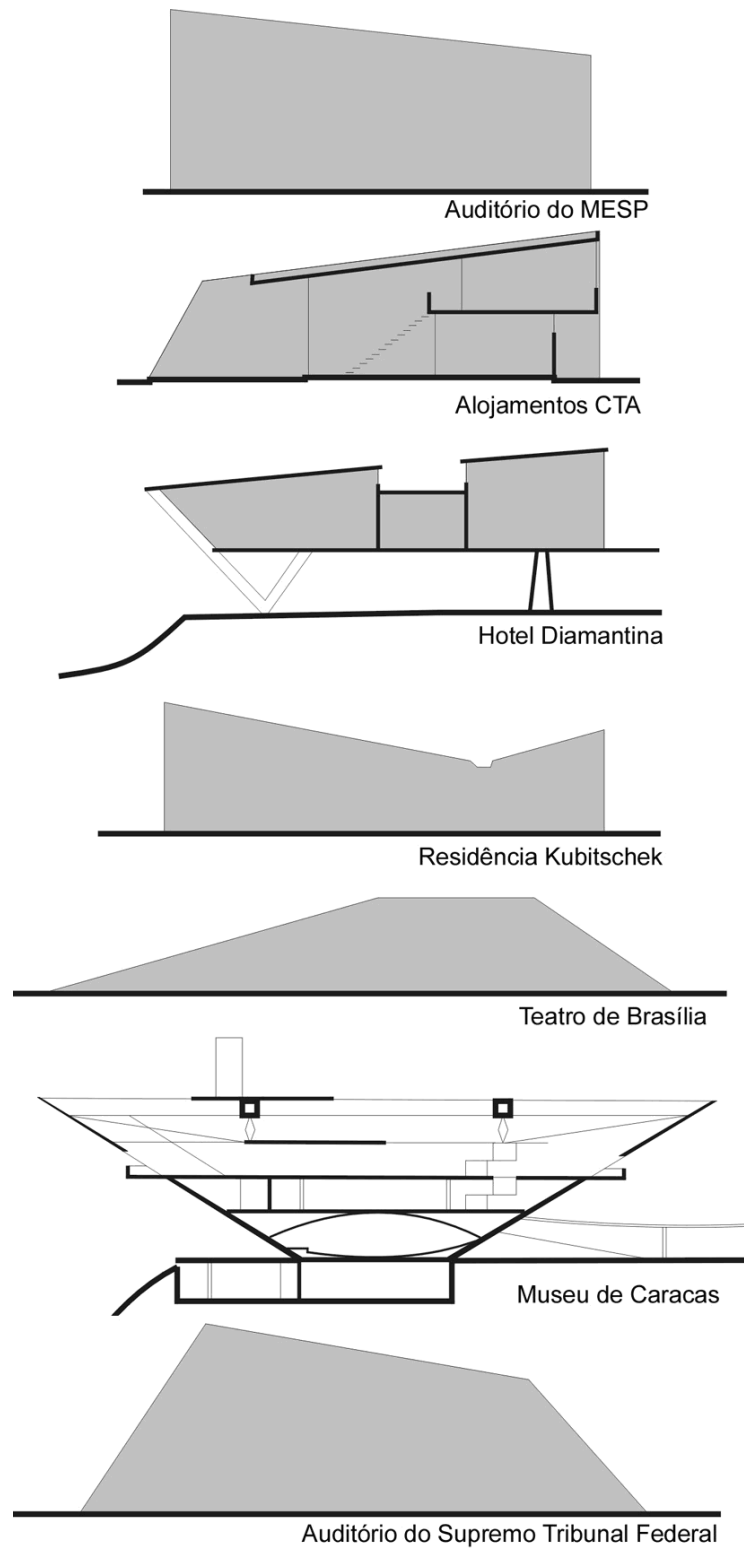 Auditório do MESP
Alojamentos CTA
Hotel Diamantina
Residência Kubitschek
Teatro de Brasília
Museu de Caracas
Auditório do Supremo Tribunal Federal